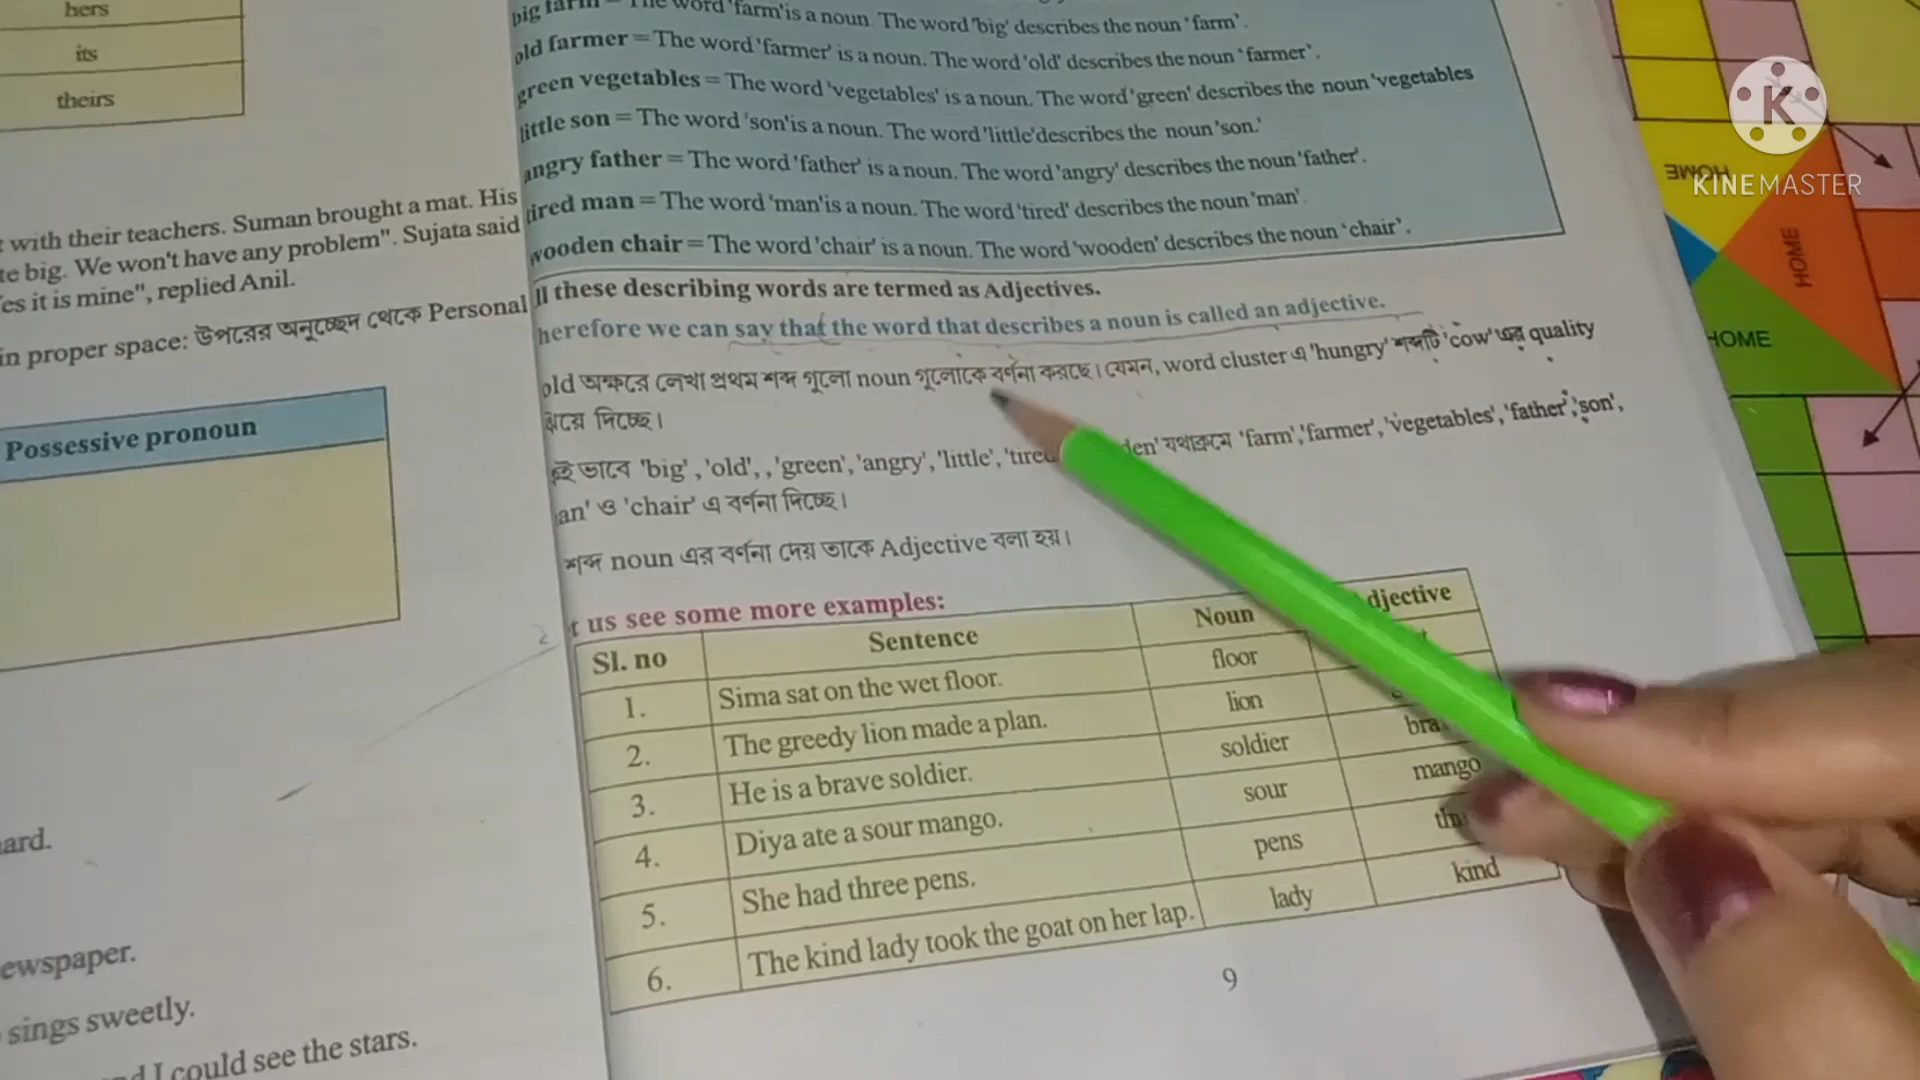 hers
its
theirs
with their teachers. Suman brought a mat. His
big. We won't have any problem". Sujata said
es it is mine", replied Anil.
in proper space: উপরের অনুচ্ছেদ থেকে Personal
Possessive pronoun
ard.
ewspaper.
sings sweetly.
I could see the stars.
big farm = The word 'farm' is a noun. The word 'big' describes the noun 'farm'.
old farmer = The word 'farmer' is a noun. The word 'old' describes the noun 'farmer'.
green vegetables = The word 'vegetables' is a noun. The word 'green' describes the noun 'vegetables
little son = The word 'son' is a noun. The word 'little' describes the noun 'son.'
angry father = The word 'father' is a noun. The word 'angry' describes the noun 'father'.
tired man = The word 'man' is a noun. The word 'tired' describes the noun 'man'.
wooden chair = The word 'chair' is a noun. The word 'wooden' describes the noun 'chair'.
ll these describing words are termed as Adjectives.
herefore we can say that the word that describes a noun is called an adjective.
old অক্ষরে লেখা প্রথম শব্দ গুলো noun গুলোকে বর্ণনা করছে। যেমন, word cluster এ 'hungry' শব্দটি 'cow' এর quality
ঝিয়ে দিচ্ছে।
ই ভাবে 'big', 'old', , 'green', 'angry', 'little', 'tired den' যথাক্রমে 'farm', 'farmer', 'vegetables', 'father', 'son',
an' ও 'chair' এ বর্ণনা দিচ্ছে।
শব্দ noun এর বর্ণনা দেয় তাকে Adjective বলা হয়।
t us see some more examples:
Sl. no Sentence Noun djective
1. Sima sat on the wet floor. floor
2. The greedy lion made a plan. lion
3. He is a brave soldier. soldier bra
4. Diya ate a sour mango. sour mango
5. She had three pens. pens th
6. The kind lady took the goat on her lap. lady kind
9
HOME
HOME
HOME
K
KINEMASTER